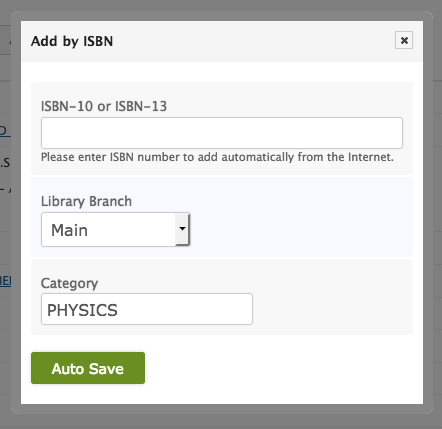 Add by ISBN
ISBN-10 or ISBN-13
Please enter ISBN number to add automatically from the Internet.
Library Branch
Main
Category
PHYSICS
Auto Save